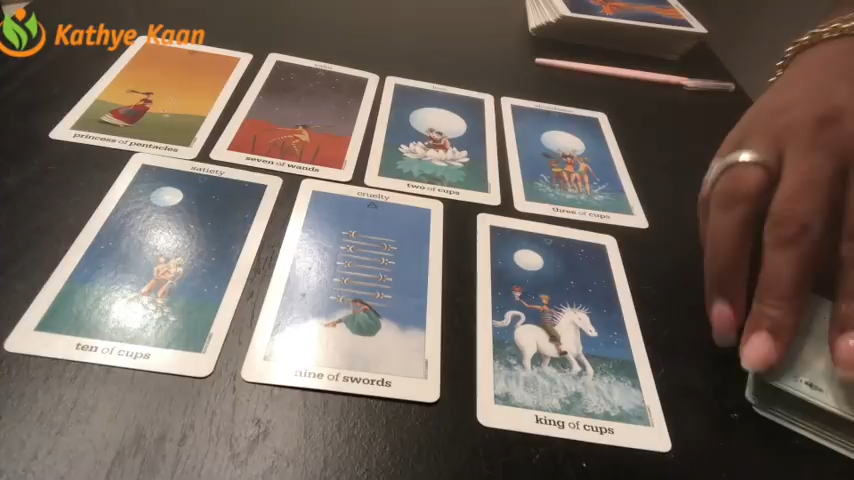 Kathye Kaan
princess of pentacles
seven of wands
two of cups
three of cups
satiety
ten of cups
cruelty
nine of swords
king of cups